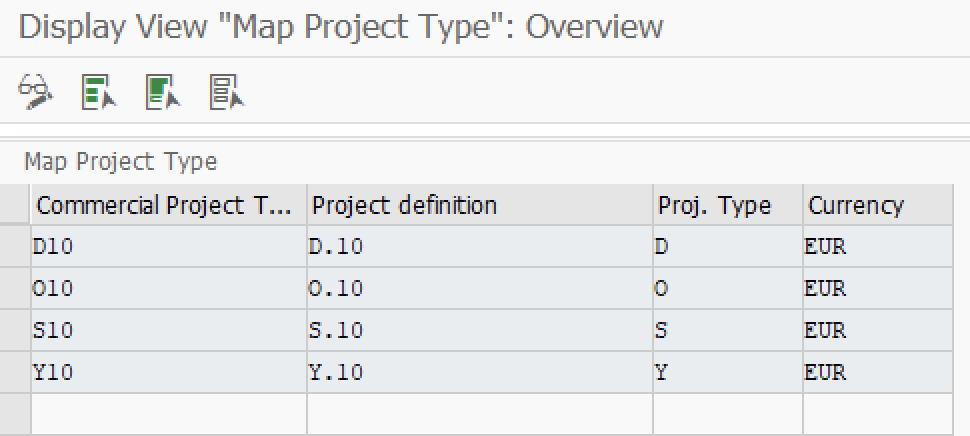 Display View "Map Project Type": Overview
Map Project Type
Commercial Project T... Project definition Proj. Type Currency
D10 D.10 D EUR
O10 O.10 O EUR
S10 S.10 S EUR
Y10 Y.10 Y EUR